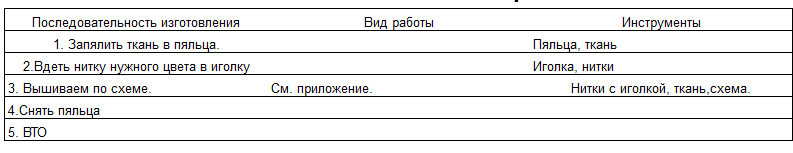 Последовательность изготовления Вид работы Инструменты
1. Запялить ткань в пяльца. Пяльца, ткань
2.Вдеть нитку нужного цвета в иголку Иголка, нитки
3. Вышиваем по схеме. См. приложение. Нитки с иголкой, ткань,схема.
4.Снять пяльца
5. ВТО